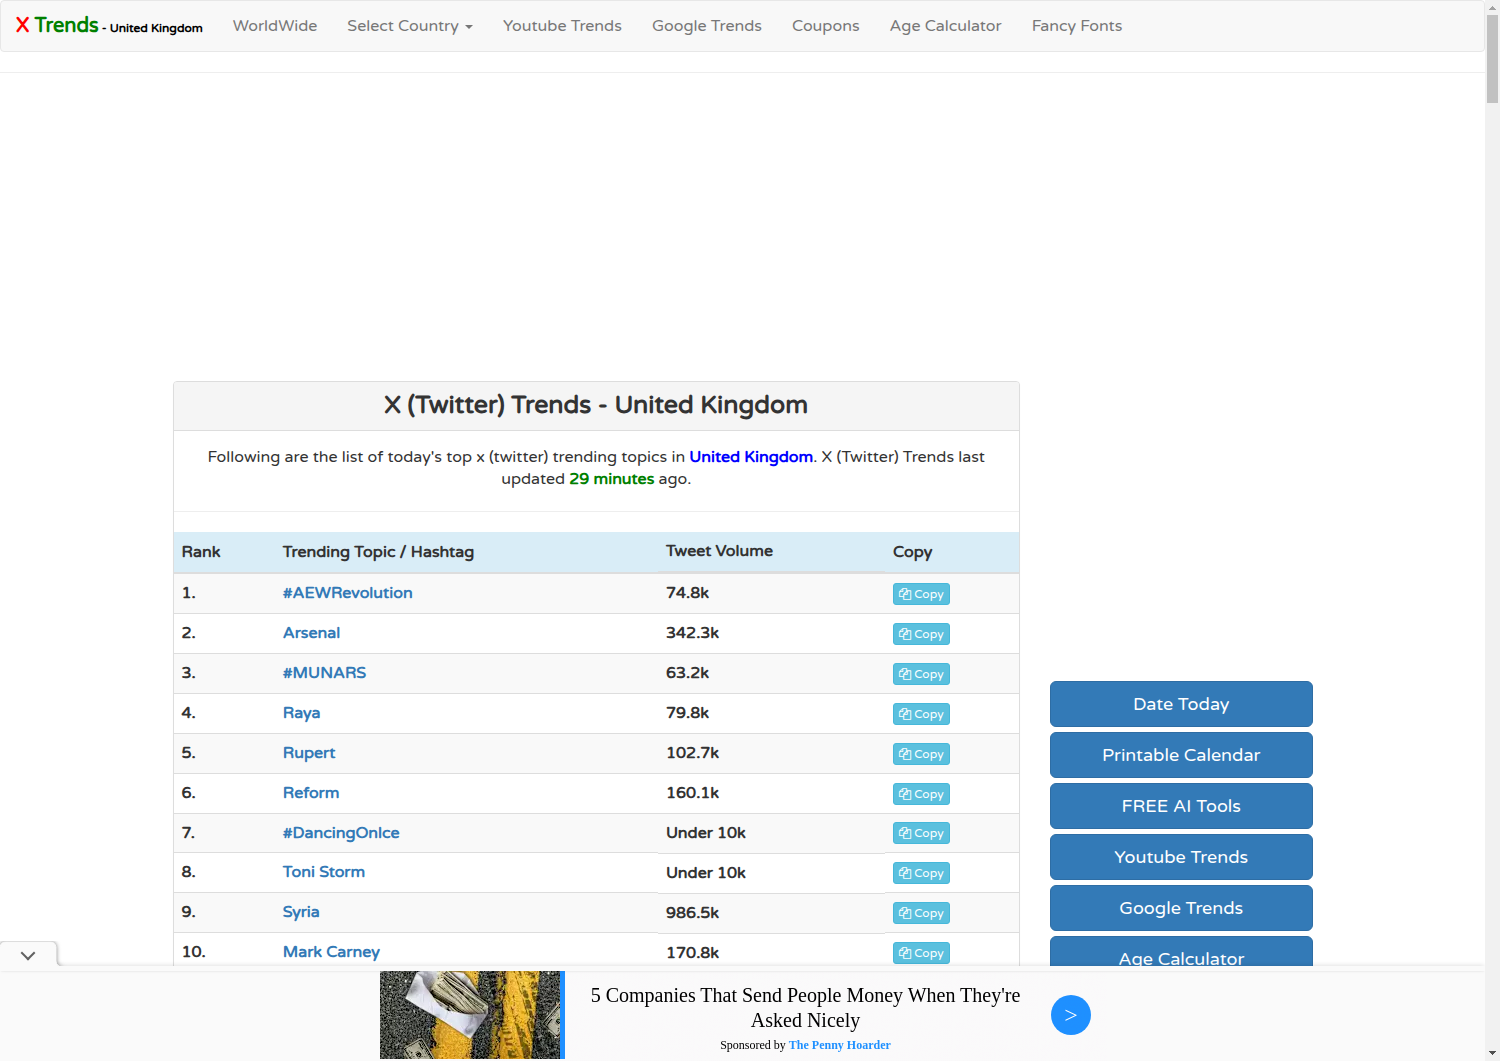 X Trends - United Kingdom WorldWide Select Country Youtube Trends Google Trends Coupons Age Calculator Fancy Fonts
X (Twitter) Trends - United Kingdom
Following are the list of today's top x (twitter) trending topics in United Kingdom. X (Twitter) Trends last
updated 29 minutes ago.
Rank Trending Topic / Hashtag Tweet Volume Copy
1. #AEWRevolution 74.8k Copy
2. Arsenal 342.3k Copy
3. #MUNARS 63.2k Copy
4. Raya 79.8k Copy
5. Rupert 102.7k Copy
6. Reform 160.1k Copy
7. #DancingOnIce Under 10k Copy
8. Toni Storm Under 10k Copy
9. Syria 986.5k Copy
10. Mark Carney 170.8k Copy
Date Today
Printable Calendar
FREE AI Tools
Youtube Trends
Google Trends
Age Calculator
5 Companies That Send People Money When They're
Asked Nicely
Sponsored by The Penny Hoarder
>